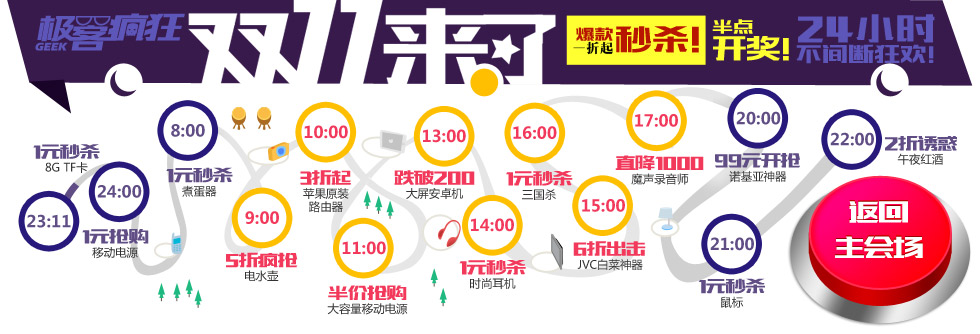 极客疯狂
GEEK
双11来了
爆款
一折起
秒杀!
半点
开奖!
24小时
不间断狂欢!
23:11
1元秒杀
8G TF卡
24:00
1元抢购
移动电源
8:00
1元秒杀
煮蛋器
9:00
5折疯抢
电水壶
10:00
3折起
苹果原装
路由器
11:00
半价抢购
大容量移动电源
13:00
跌破200
大屏安卓机
14:00
1元秒杀
时尚耳机
16:00
1元秒杀
三国杀
15:00
6折出击
JVC白菜神器
17:00
直降1000
魔声录音师
20:00
99元开抢
诺基亚神器
21:00
1元秒杀
鼠标
22:00
2折诱惑
午夜红酒
返回
主会场